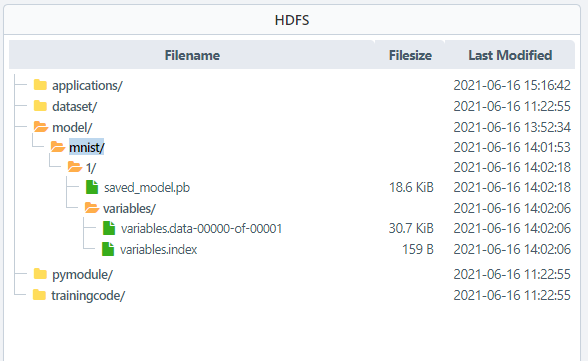 HDFS
Filename Filesize Last Modified
applications/ 2021-06-16 15:16:42
dataset/ 2021-06-16 11:22:55
model/ 2021-06-16 13:52:34
mnist/ 2021-06-16 14:01:53
1/ 2021-06-16 14:02:18
saved_model.pb 18.6 KiB 2021-06-16 14:02:18
variables/ 2021-06-16 14:02:06
variables.data-00000-of-00001 30.7 KiB 2021-06-16 14:02:06
variables.index 159 B 2021-06-16 14:02:06
pymodule/ 2021-06-16 11:22:55
trainingcode/ 2021-06-16 11:22:55